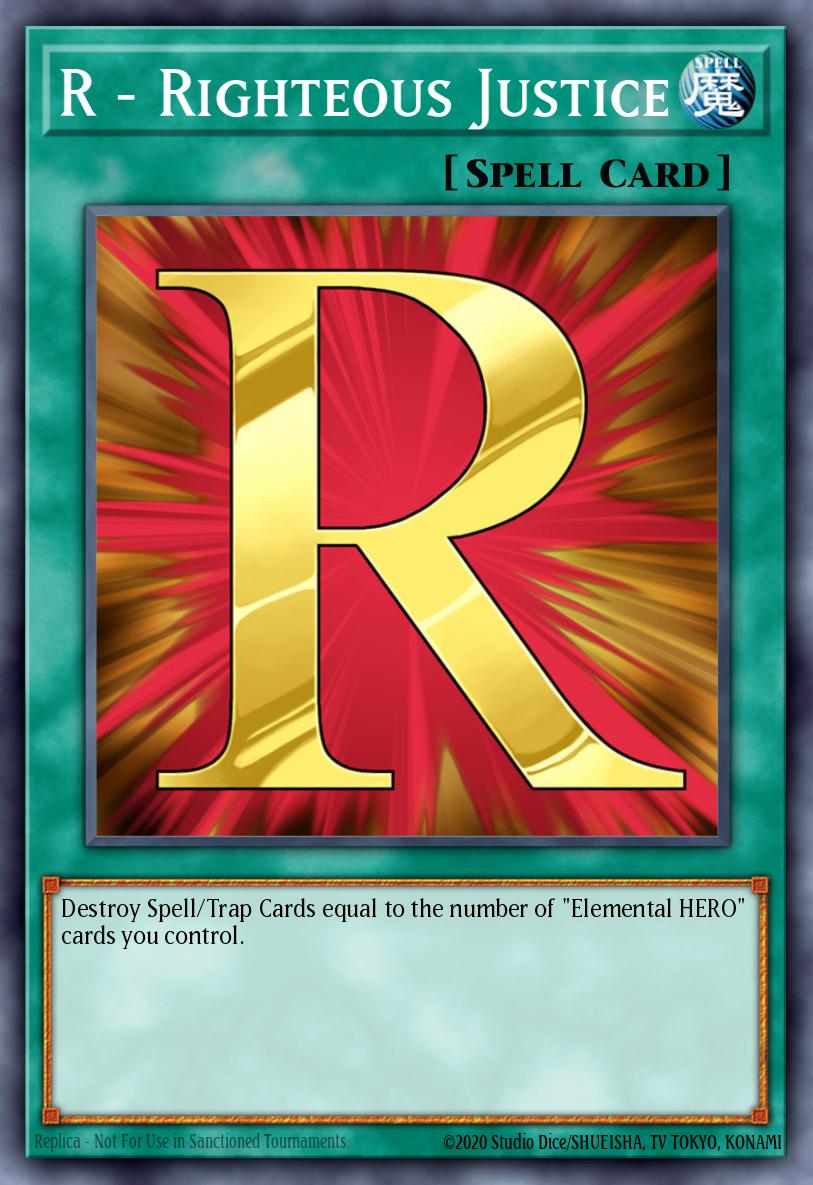 R - Righteous Justice
SPELL
魔
[ Spell Card ]
R
Destroy Spell/Trap Cards equal to the number of "Elemental HERO"
cards you control.
Replica - Not For Use in Sanctioned Tournaments.
©2020 Studio Dice/SHUEISHA, TV TOKYO, KONAMI